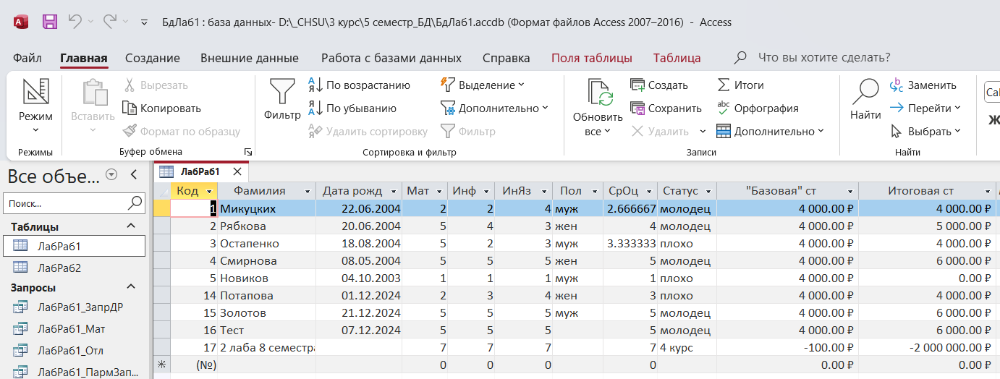 БдЛаб1 : база данных- D:\_CHSU\3 курс\5 семестр_БД\БдЛаб1.accdb (Формат файлов Access 2007–2016) - Access
Файл Главная Создание Внешние данные Работа с базами данных Справка Поля таблицы Таблица Что вы хотите сделать?
Режим
Режимы
Вставить
Вырезать
Копировать
Формат по образцу
Буфер обмена
Фильтр
По возрастанию
По убыванию
Удалить сортировку
Выделение
Дополнительно
Фильтр
Сортировка и фильтр
Обновить
все
Создать
Сохранить
Удалить
Итоги
Орфография
Дополнительно
Записи
Найти
Заменить
Перейти
Выбрать
Найти
Cal
Ж
Все объе...
Поиск...
Таблицы
ЛабРаб1
ЛабРаб2
Запросы
ЛабРаб1_ЗапрДР
ЛабРаб1_Мат
ЛабРаб1_Отл
ЛабРаб1_ПармЗап...
ЛабРаб1
Код Фамилия Дата рожд Мат Инф ИнЯз Пол СрОц Статус "Базовая" ст Итоговая ст
1 Микуцких 22.06.2004 2 2 4 муж 2.666667 молодец 4 000.00 ₽ 4 000.00 ₽
2 Рябкова 20.06.2004 5 4 3 жен 4 молодец 4 000.00 ₽ 5 000.00 ₽
3 Остапенко 18.08.2004 5 2 3 муж 3.333333 плохо 4 000.00 ₽ 4 000.00 ₽
4 Смирнова 08.05.2004 5 5 5 жен 5 молодец 4 000.00 ₽ 6 000.00 ₽
5 Новиков 04.10.2003 1 1 1 муж 1 плохо 4 000.00 ₽ 0.00 ₽
14 Потапова 01.12.2024 2 3 4 жен 3 плохо 4 000.00 ₽ 4 000.00 ₽
15 Золотов 21.12.2024 5 5 5 муж 5 молодец 4 000.00 ₽ 6 000.00 ₽
16 Тест 07.12.2024 5 5 5 5 молодец 4 000.00 ₽ 6 000.00 ₽
17 2 лаба 8 семестра 7 7 7 7 4 курс -100.00 ₽ -2 000 000.00 ₽
(№) 0 0 0 0 0.00 ₽ 0.00 ₽